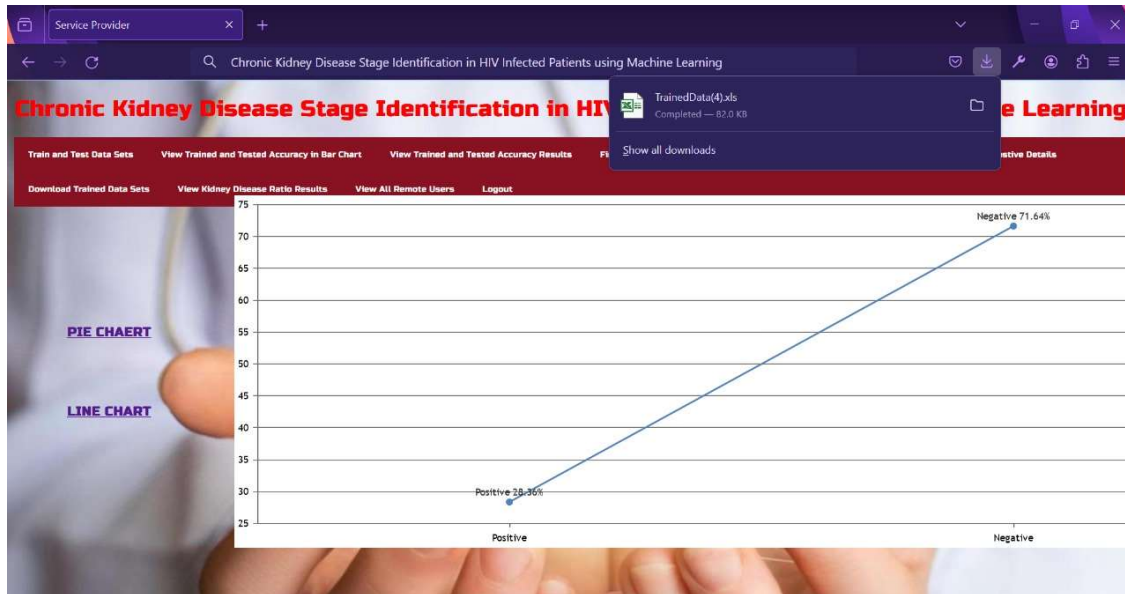 Service Provider
Chronic Kidney Disease Stage Identification in HIV Infected Patients using Machine Learning
TrainedData(4).xls
Completed — 82.0 KB
Show all downloads
Chronic Kidney Disease Stage Identification in HIV
e Learning
Train and Test Data Sets View Trained and Tested Accuracy in Bar Chart View Trained and Tested Accuracy Results
Details
Download Trained Data Sets View Kidney Disease Ratio Results View All Remote Users Logout
PIE CHAERT
LINE CHART
75
70
65
60
55
50
45
40
35
30
25
Negative 71.64%
Positive 28.36%
Positive Negative